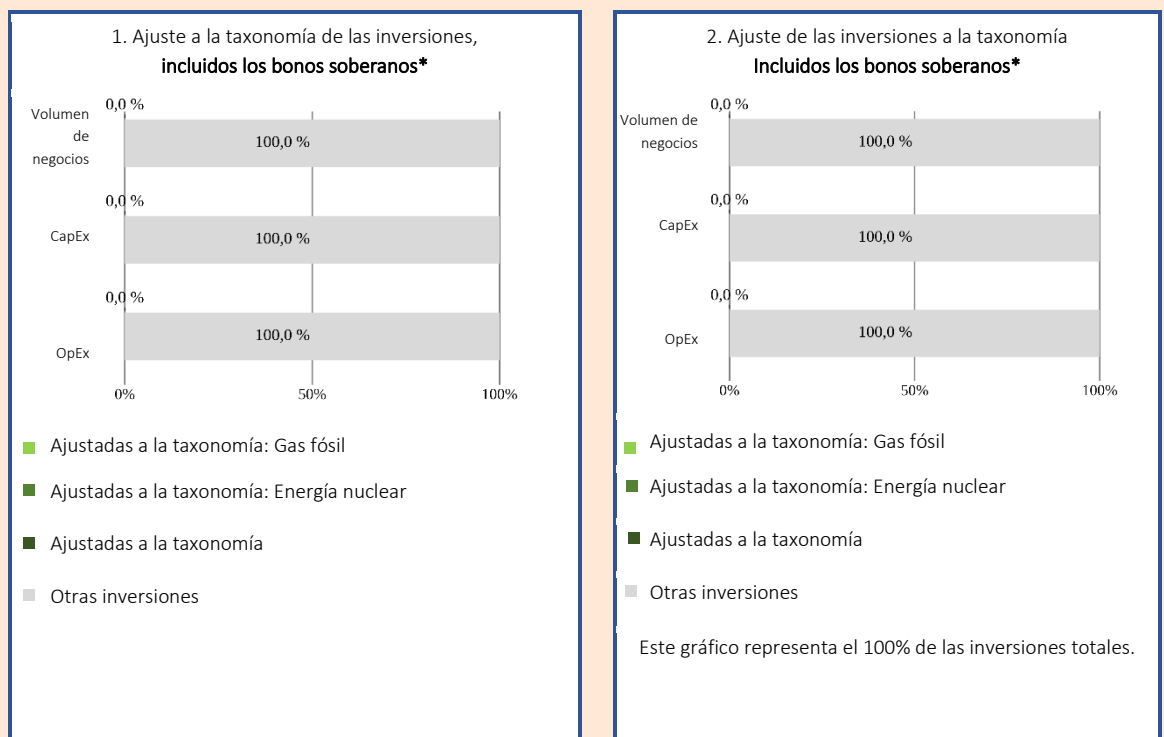 1. Ajuste a la taxonomía de las inversiones,
incluidos los bonos soberanos*
0,0 %
Volumen
de
negocios
100,0 %
0,0 %
CapEx
100,0 %
0,0 %
OpEx
100,0 %
0%
50%
100%
Ajustadas a la taxonomía: Gas fósil
Ajustadas a la taxonomía: Energía nuclear
Ajustadas a la taxonomía
Otras inversiones
2. Ajuste de las inversiones a la taxonomía
Incluidos los bonos soberanos*
0,0 %
Volumen de
negocios
100,0 %
0,0 %
CapEx
100,0 %
0,0 %
OpEx
100,0 %
0%
50%
100%
Ajustadas a la taxonomía: Gas fósil
Ajustadas a la taxonomía: Energía nuclear
Ajustadas a la taxonomía
Otras inversiones
Este gráfico representa el 100% de las inversiones totales.